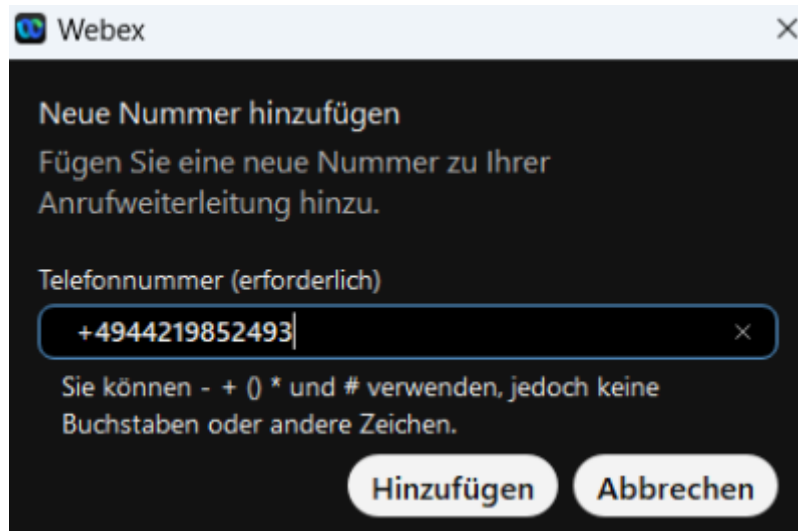 Webex
Neue Nummer hinzufügen
Fügen Sie eine neue Nummer zu Ihrer
Anrufweiterleitung hinzu.
Telefonnummer (erforderlich)
+4944219852493
Sie können - + () * und # verwenden, jedoch keine
Buchstaben oder andere Zeichen.
Hinzufügen Abbrechen